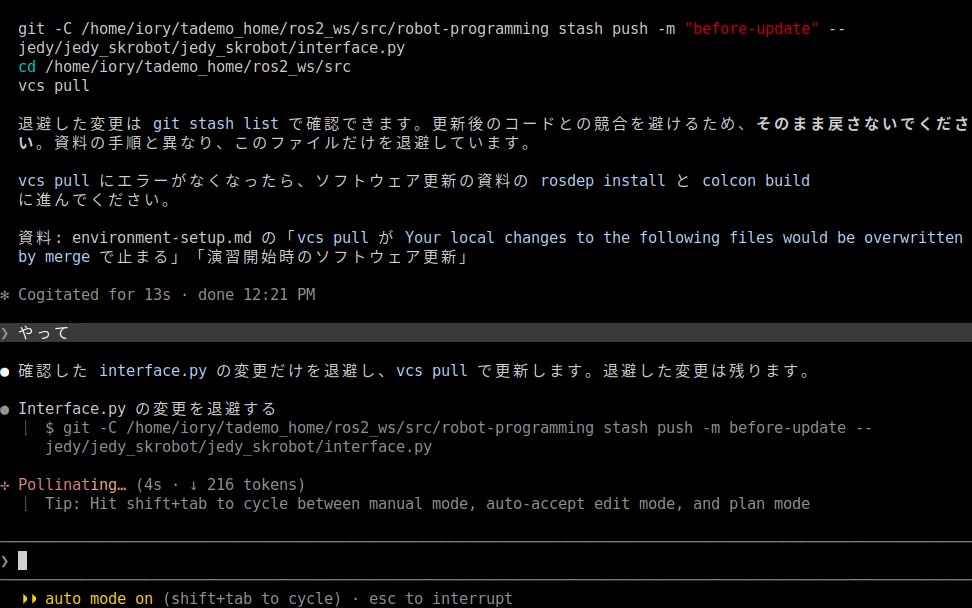 git -C /home/iory/tademo_home/ros2_ws/src/robot-programming stash push -m "before-update" --
jedy/jedy_skrobot/jedy_skrobot/interface.py
cd /home/iory/tademo_home/ros2_ws/src
vcs pull
退避した変更は git stash list で確認できます。更新後のコードとの競合を避けるため、そのまま戻さないでくださ
い。資料の手順と異なり、このファイルだけを退避しています。
vcs pull にエラーがなくなったら、ソフトウェア更新の資料の rosdep install と colcon build
に進んでください。
資料: environment-setup.md の「vcs pull が Your local changes to the following files would be overwritten
by merge で止まる」「演習開始時のソフトウェア更新」
✻ Cogitated for 13s · done 12:21 PM
❯ やって
● 確認した interface.py の変更だけを退避し、vcs pull で更新します。退避した変更は残ります。
● Interface.py の変更を退避する
⎿ $ git -C /home/iory/tademo_home/ros2_ws/src/robot-programming stash push -m before-update --
jedy/jedy_skrobot/jedy_skrobot/interface.py
✢ Pollinating… (4s · ↓ 216 tokens)
⎿ Tip: Hit shift+tab to cycle between manual mode, auto-accept edit mode, and plan mode
❯
⏵⏵ auto mode on (shift+tab to cycle) · esc to interrupt